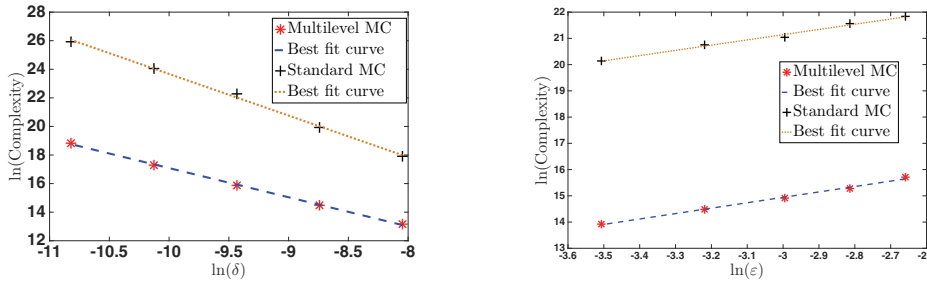 28
26
24
22
20
18
16
14
12
ln(Complexity)
-11 -10.5 -10 -9.5 -9 -8.5 -8
ln(δ)
Multilevel MC
Best fit curve
Standard MC
Best fit curve
22
21
20
19
18
17
16
15
14
13
ln(Complexity)
-3.6 -3.5 -3.4 -3.3 -3.2 -3.1 -3 -2.9 -2.8 -2.7 -2.6
ln(ε)
Multilevel MC
Best fit curve
Standard MC
Best fit curve